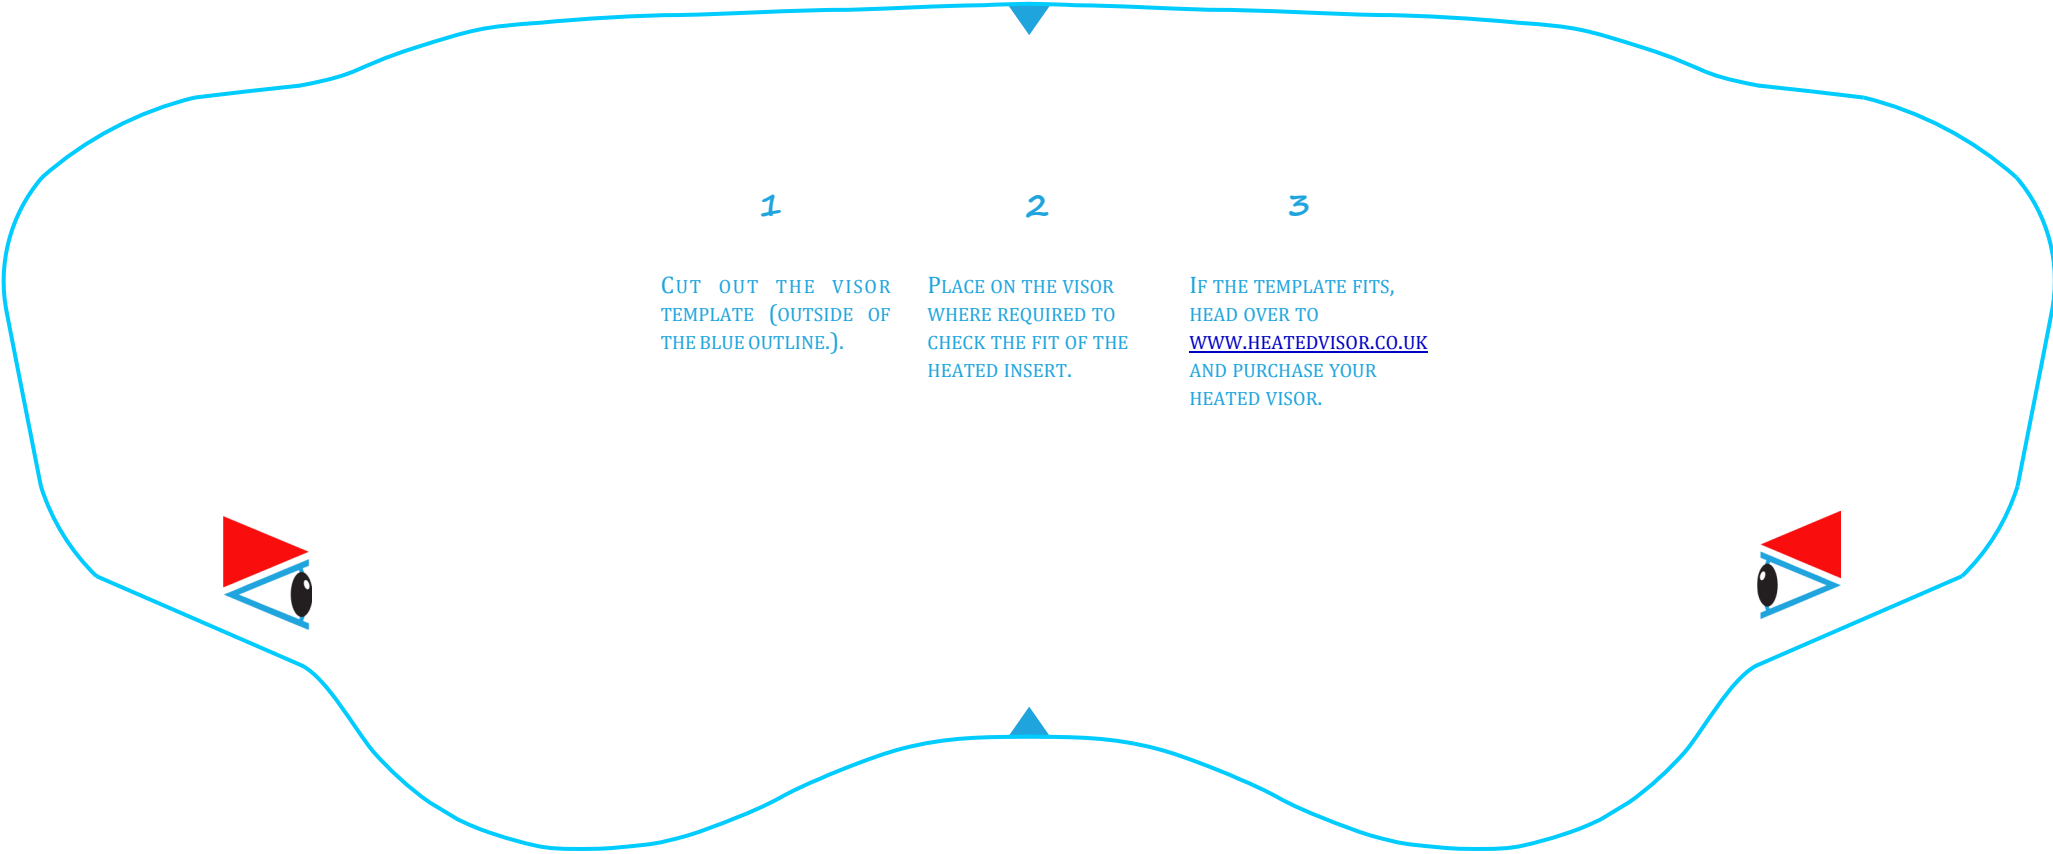 1
CUT OUT THE VISOR
TEMPLATE (OUTSIDE OF
THE BLUE OUTLINE.).
2
PLACE ON THE VISOR
WHERE REQUIRED TO
CHECK THE FIT OF THE
HEATED INSERT.
3
IF THE TEMPLATE FITS,
HEAD OVER TO
WWW.HEATEDVISOR.CO.UK
AND PURCHASE YOUR
HEATED VISOR.